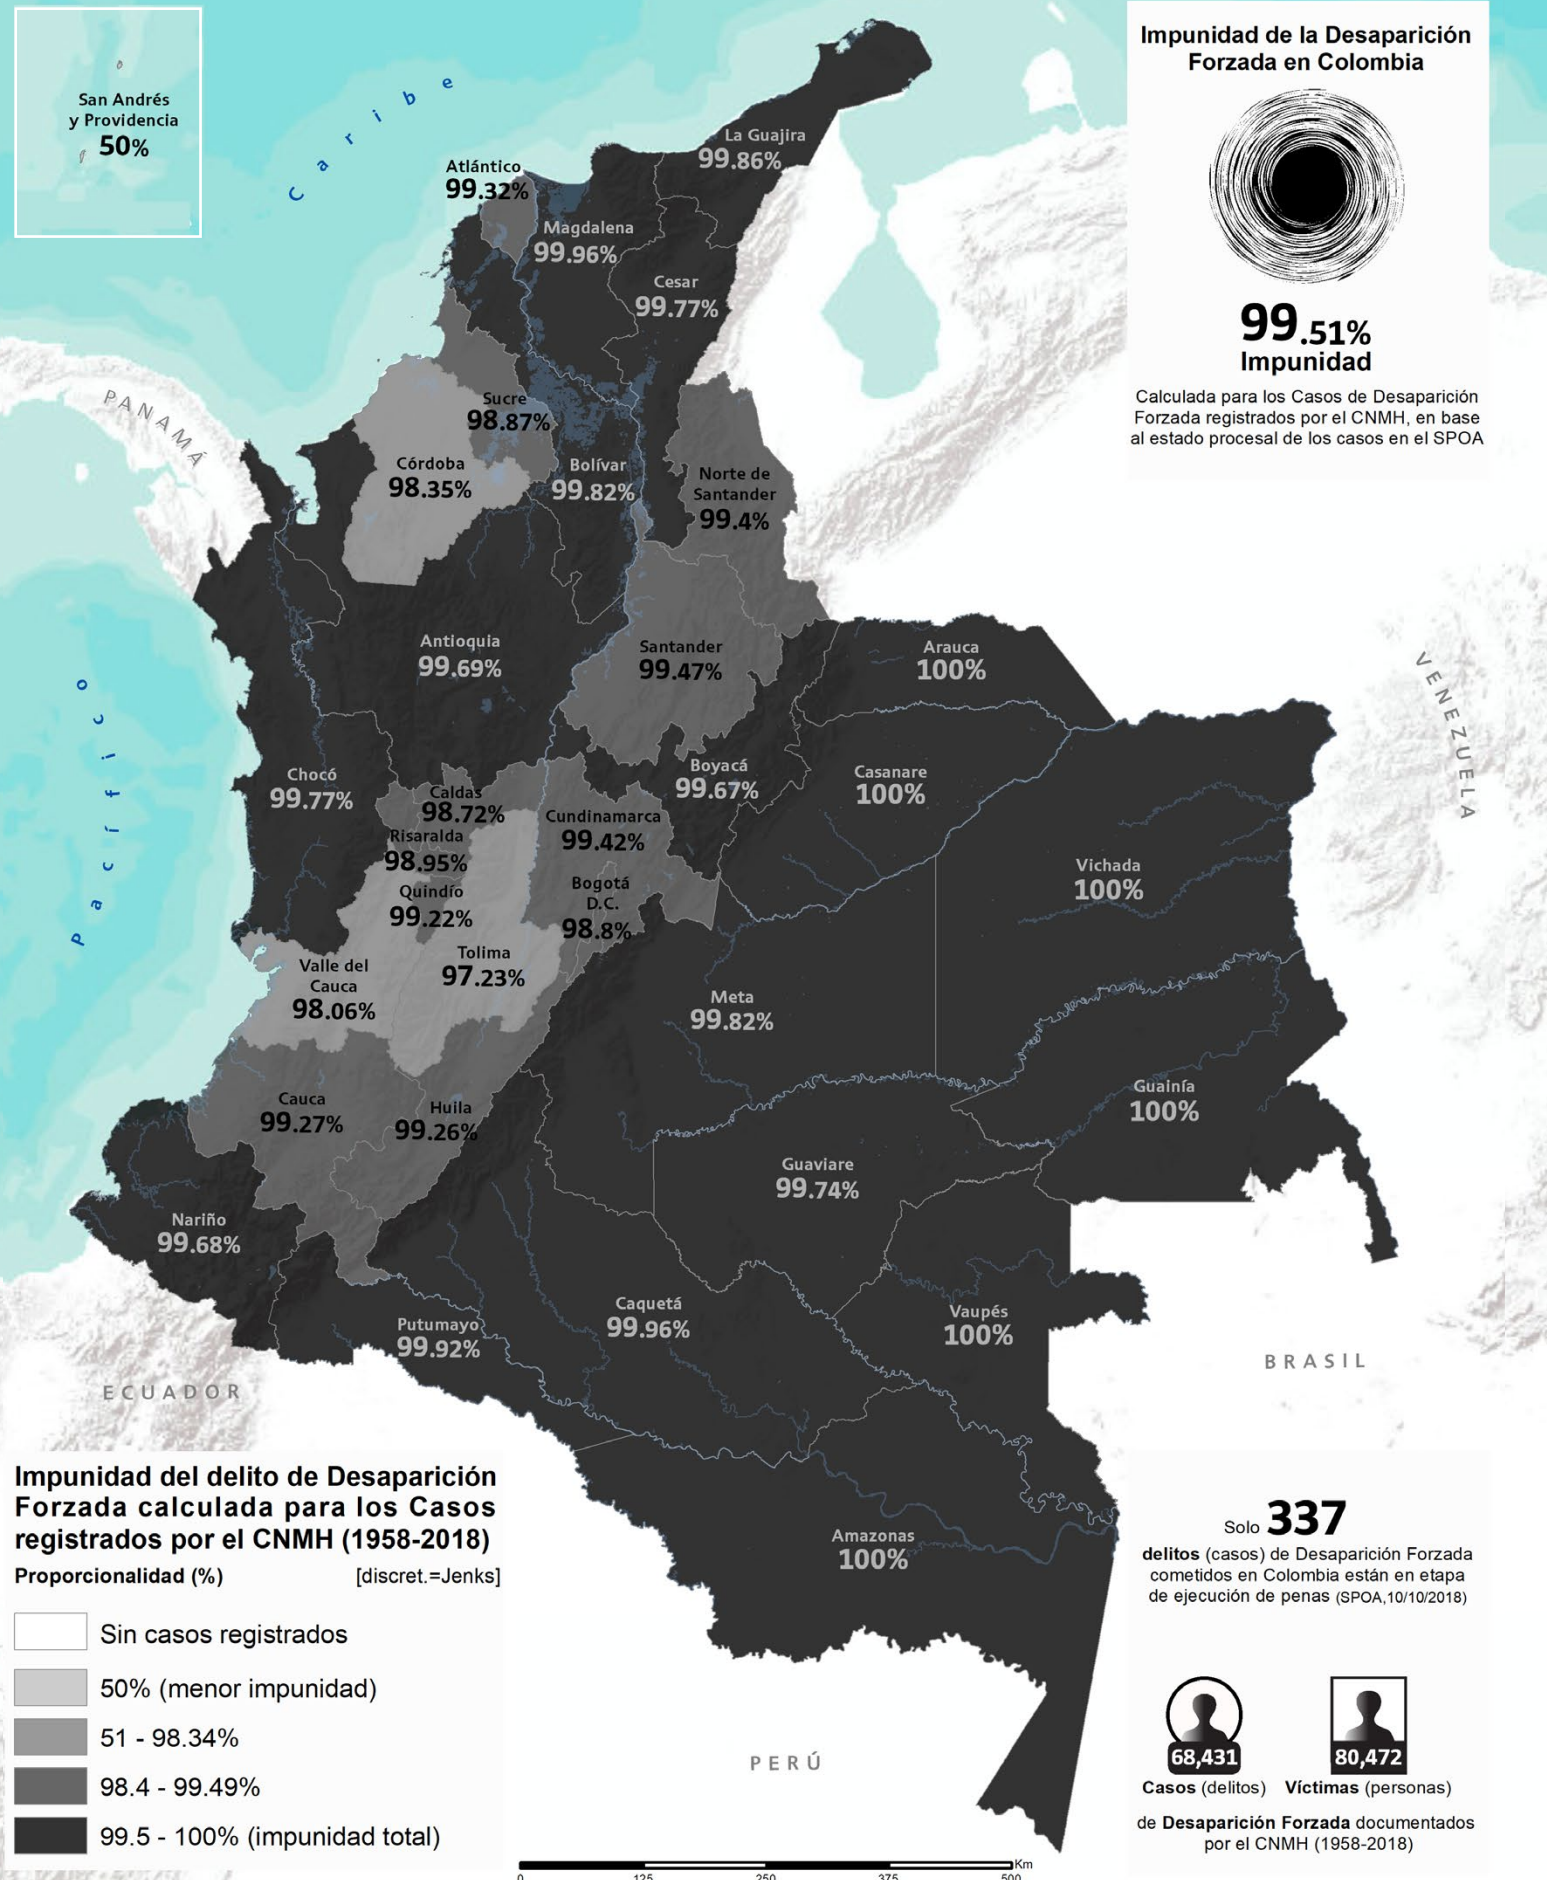 San Andrés
y Providencia
50%
Caribe
Impunidad de la Desaparición
Forzada en Colombia
99.51%
Impunidad
Calculada para los Casos de Desaparición
Forzada registrados por el CNMH, en base
al estado procesal de los casos en el SPOA
La Guajira
99.86%
Atlántico
99.32%
Magdalena
99.96%
Cesar
99.77%
PANAMÁ
Sucre
98.87%
Córdoba
98.35%
Bolívar
99.82%
Norte de
Santander
99.4%
Antioquia
99.69%
Santander
99.47%
Arauca
100%
VENEZUELA
Pacífico
Chocó
99.77%
Boyacá
99.67%
Casanare
100%
Caldas
98.72%
Cundinamarca
99.42%
Risaralda
98.95%
Quindío
99.22%
Bogotá
D.C.
98.8%
Vichada
100%
Tolima
97.23%
Valle del
Cauca
98.06%
Meta
99.82%
Guainía
100%
Cauca
99.27%
Huila
99.26%
Guaviare
99.74%
Nariño
99.68%
Putumayo
99.92%
Caquetá
99.96%
Vaupés
100%
ECUADOR
BRASIL
Amazonas
100%
PERÚ
Impunidad del delito de Desaparición
Forzada calculada para los Casos
registrados por el CNMH (1958-2018)
Proporcionalidad (%) [discret.=Jenks]
Sin casos registrados
50% (menor impunidad)
51 - 98.34%
98.4 - 99.49%
99.5 - 100% (impunidad total)
0 125 250 375 500 Km
Solo 337
delitos (casos) de Desaparición Forzada
cometidos en Colombia están en etapa
de ejecución de penas (SPOA,10/10/2018)
68,431 80,472
Casos (delitos) Víctimas (personas)
de Desaparición Forzada documentados
por el CNMH (1958-2018)